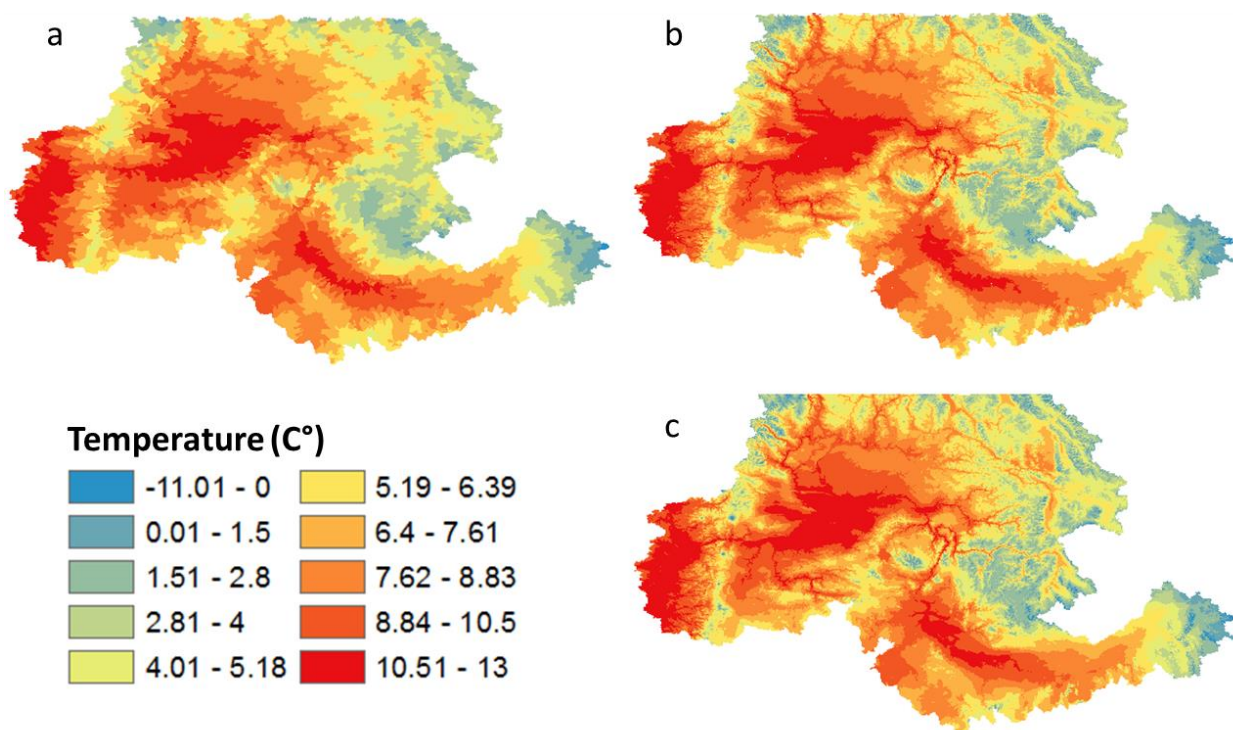 a
b
c
Temperature (C°)
-11.01 - 0
0.01 - 1.5
1.51 - 2.8
2.81 - 4
4.01 - 5.18
5.19 - 6.39
6.4 - 7.61
7.62 - 8.83
8.84 - 10.5
10.51 - 13